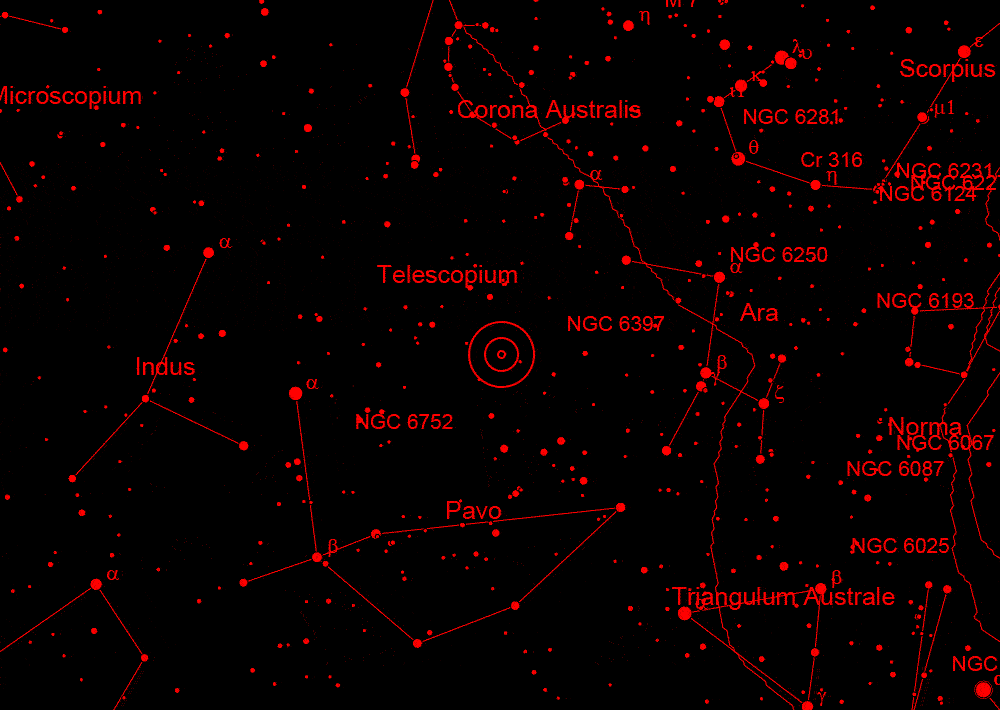 η
M 7
ε
λ
υ
Scorpius
κ
Microscopium
ι1
Corona Australis
μ1
NGC 6281
θ
Cr 316
η
NGC 6231
α
NGC 6124
α
NGC 6250
α
Telescopium
NGC 6193
Ara
NGC 6397
β
Indus
α
ζ
NGC 6752
Norma
NGC 6067
NGC 6087
Pavo
β
NGC 6025
α
β
Triangulum Australe
α
NGC
α
γ